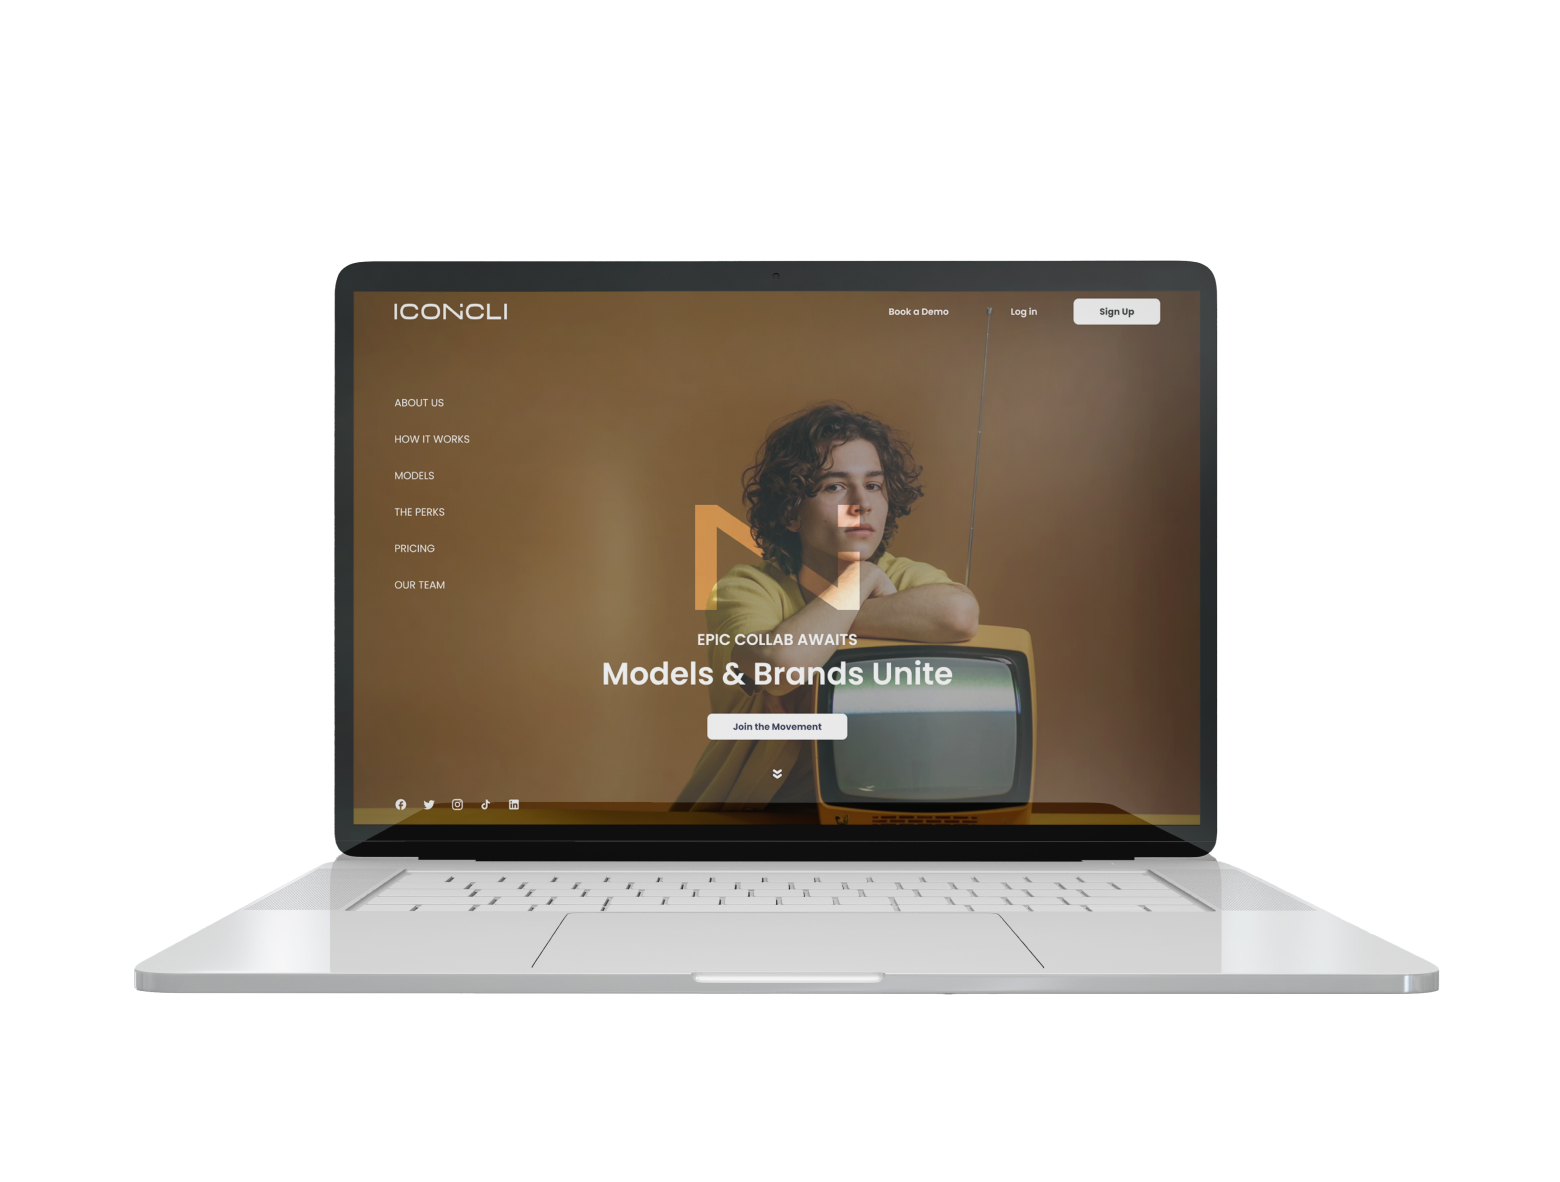 ICONCLI
Book a Demo
Log in
Sign Up
ABOUT US
HOW IT WORKS
MODELS
THE PERKS
PRICING
OUR TEAM
EPIC COLLAB AWAITS
Models & Brands Unite
Join the Movement